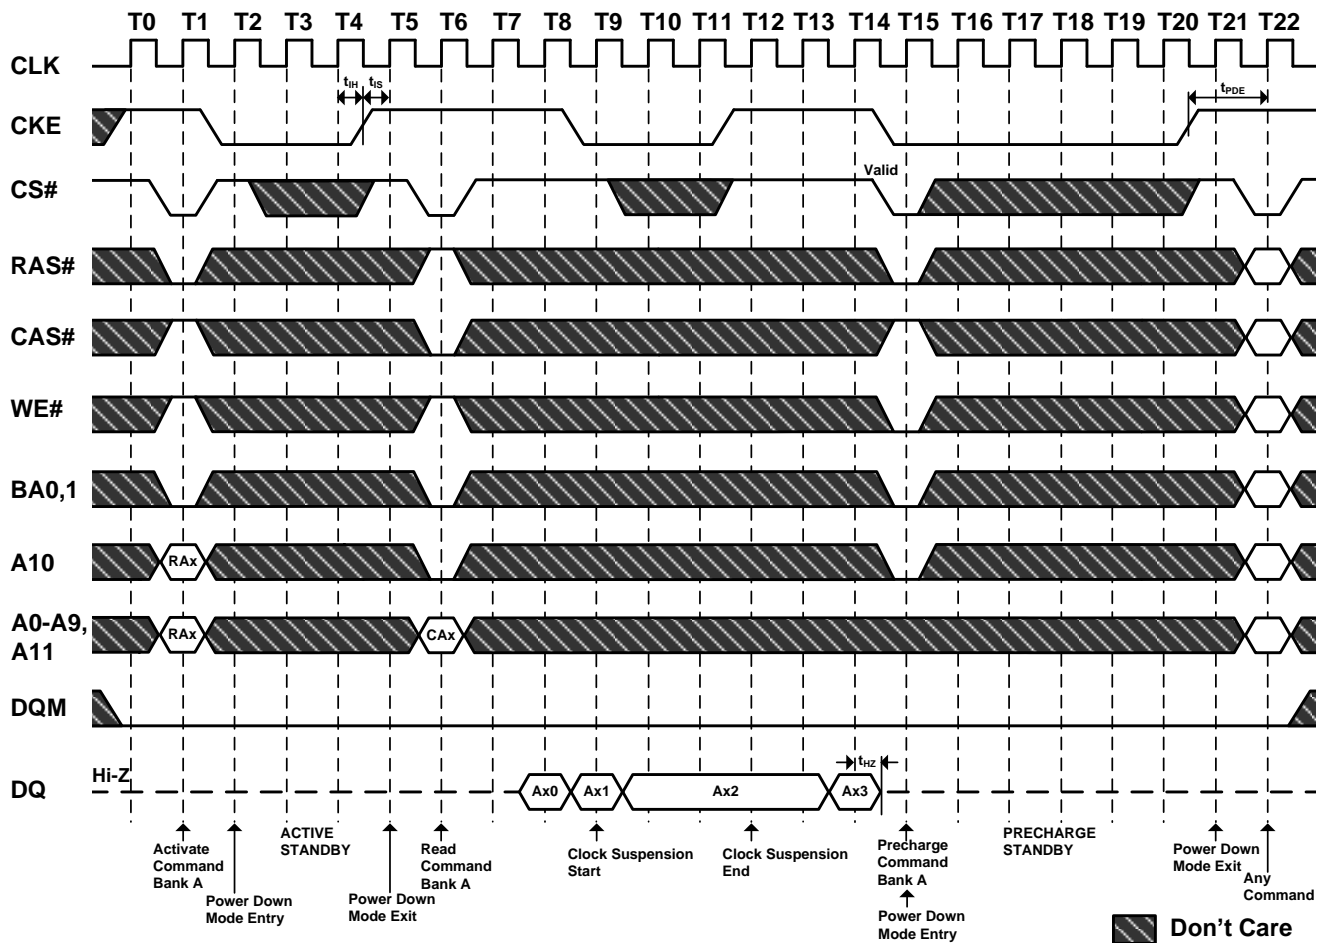 T0 T1 T2 T3 T4 T5 T6 T7 T8 T9 T10 T11 T12 T13 T14 T15 T16 T17 T18 T19 T20 T21 T22
CLK
tIH tIS
tPDE
CKE
Valid
CS#
RAS#
CAS#
WE#
BA0,1
A10
RAx
A0-A9,
A11
RAx
CAx
DQM
Hi-Z
tHZ
DQ
Ax0 Ax1 Ax2 Ax3
Activate
Command
Bank A
Power Down
Mode Entry
ACTIVE
STANDBY
Power Down
Mode Exit
Read
Command
Bank A
Clock Suspension
Start
Clock Suspension
End
Precharge
Command
Bank A
Power Down
Mode Entry
PRECHARGE
STANDBY
Power Down
Mode Exit
Any
Command
Don't Care